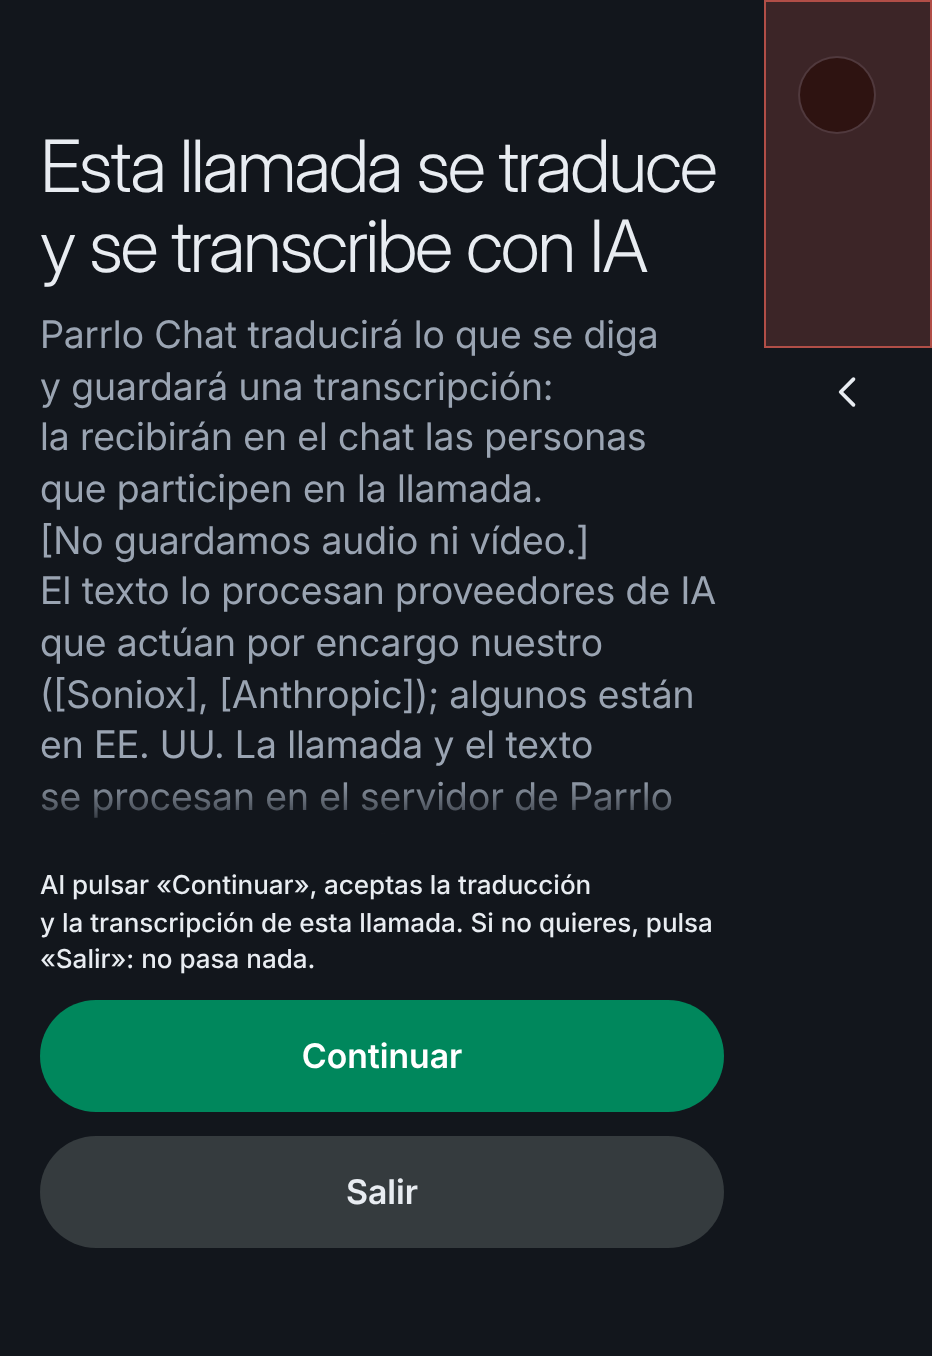 Esta llamada se traduce
y se transcribe con IA
Parrlo Chat traducirá lo que se diga
y guardará una transcripción:
la recibirán en el chat las personas
que participen en la llamada.
[No guardamos audio ni vídeo.]
El texto lo procesan proveedores de IA
que actúan por encargo nuestro
([Soniox], [Anthropic]); algunos están
en EE. UU. La llamada y el texto
se procesan en el servidor de Parrlo
Al pulsar «Continuar», aceptas la traducción
y la transcripción de esta llamada. Si no quieres, pulsa
«Salir»: no pasa nada.
Continuar
Salir